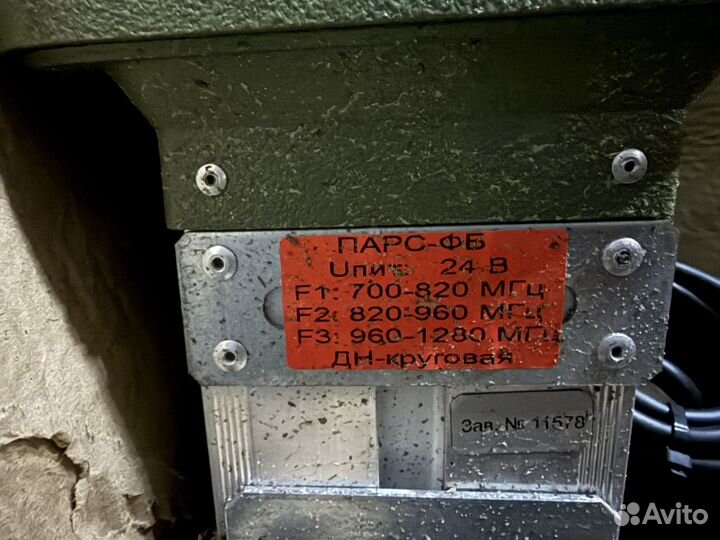 ПАРС-ФБ
Uпит: 24 В
F1: 700-820 МГц
F2: 820-960 МГц
F3: 960-1280 МГц
ДН-круговая
Зав. № 11578
Avito